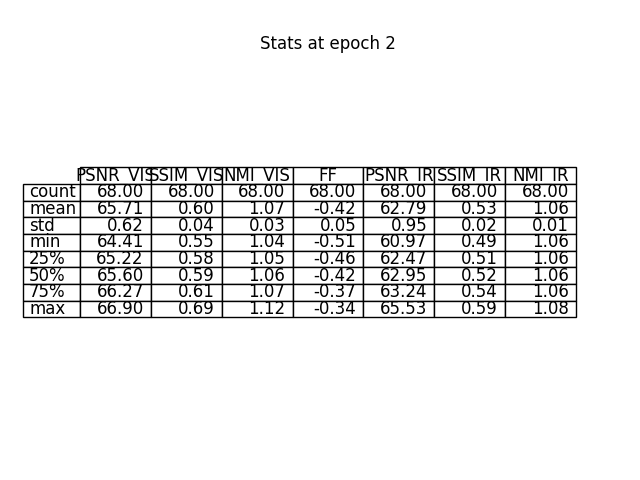 Stats at epoch 2
PSNR_VIS SSIM_VIS NMI_VIS FF PSNR_IR SSIM_IR NMI_IR
count 68.00 68.00 68.00 68.00 68.00 68.00 68.00
mean 65.71 0.60 1.07 -0.42 62.79 0.53 1.06
std 0.62 0.04 0.03 0.05 0.95 0.02 0.01
min 64.41 0.55 1.04 -0.51 60.97 0.49 1.06
25% 65.22 0.58 1.05 -0.46 62.47 0.51 1.06
50% 65.60 0.59 1.06 -0.42 62.95 0.52 1.06
75% 66.27 0.61 1.07 -0.37 63.24 0.54 1.06
max 66.90 0.69 1.12 -0.34 65.53 0.59 1.08